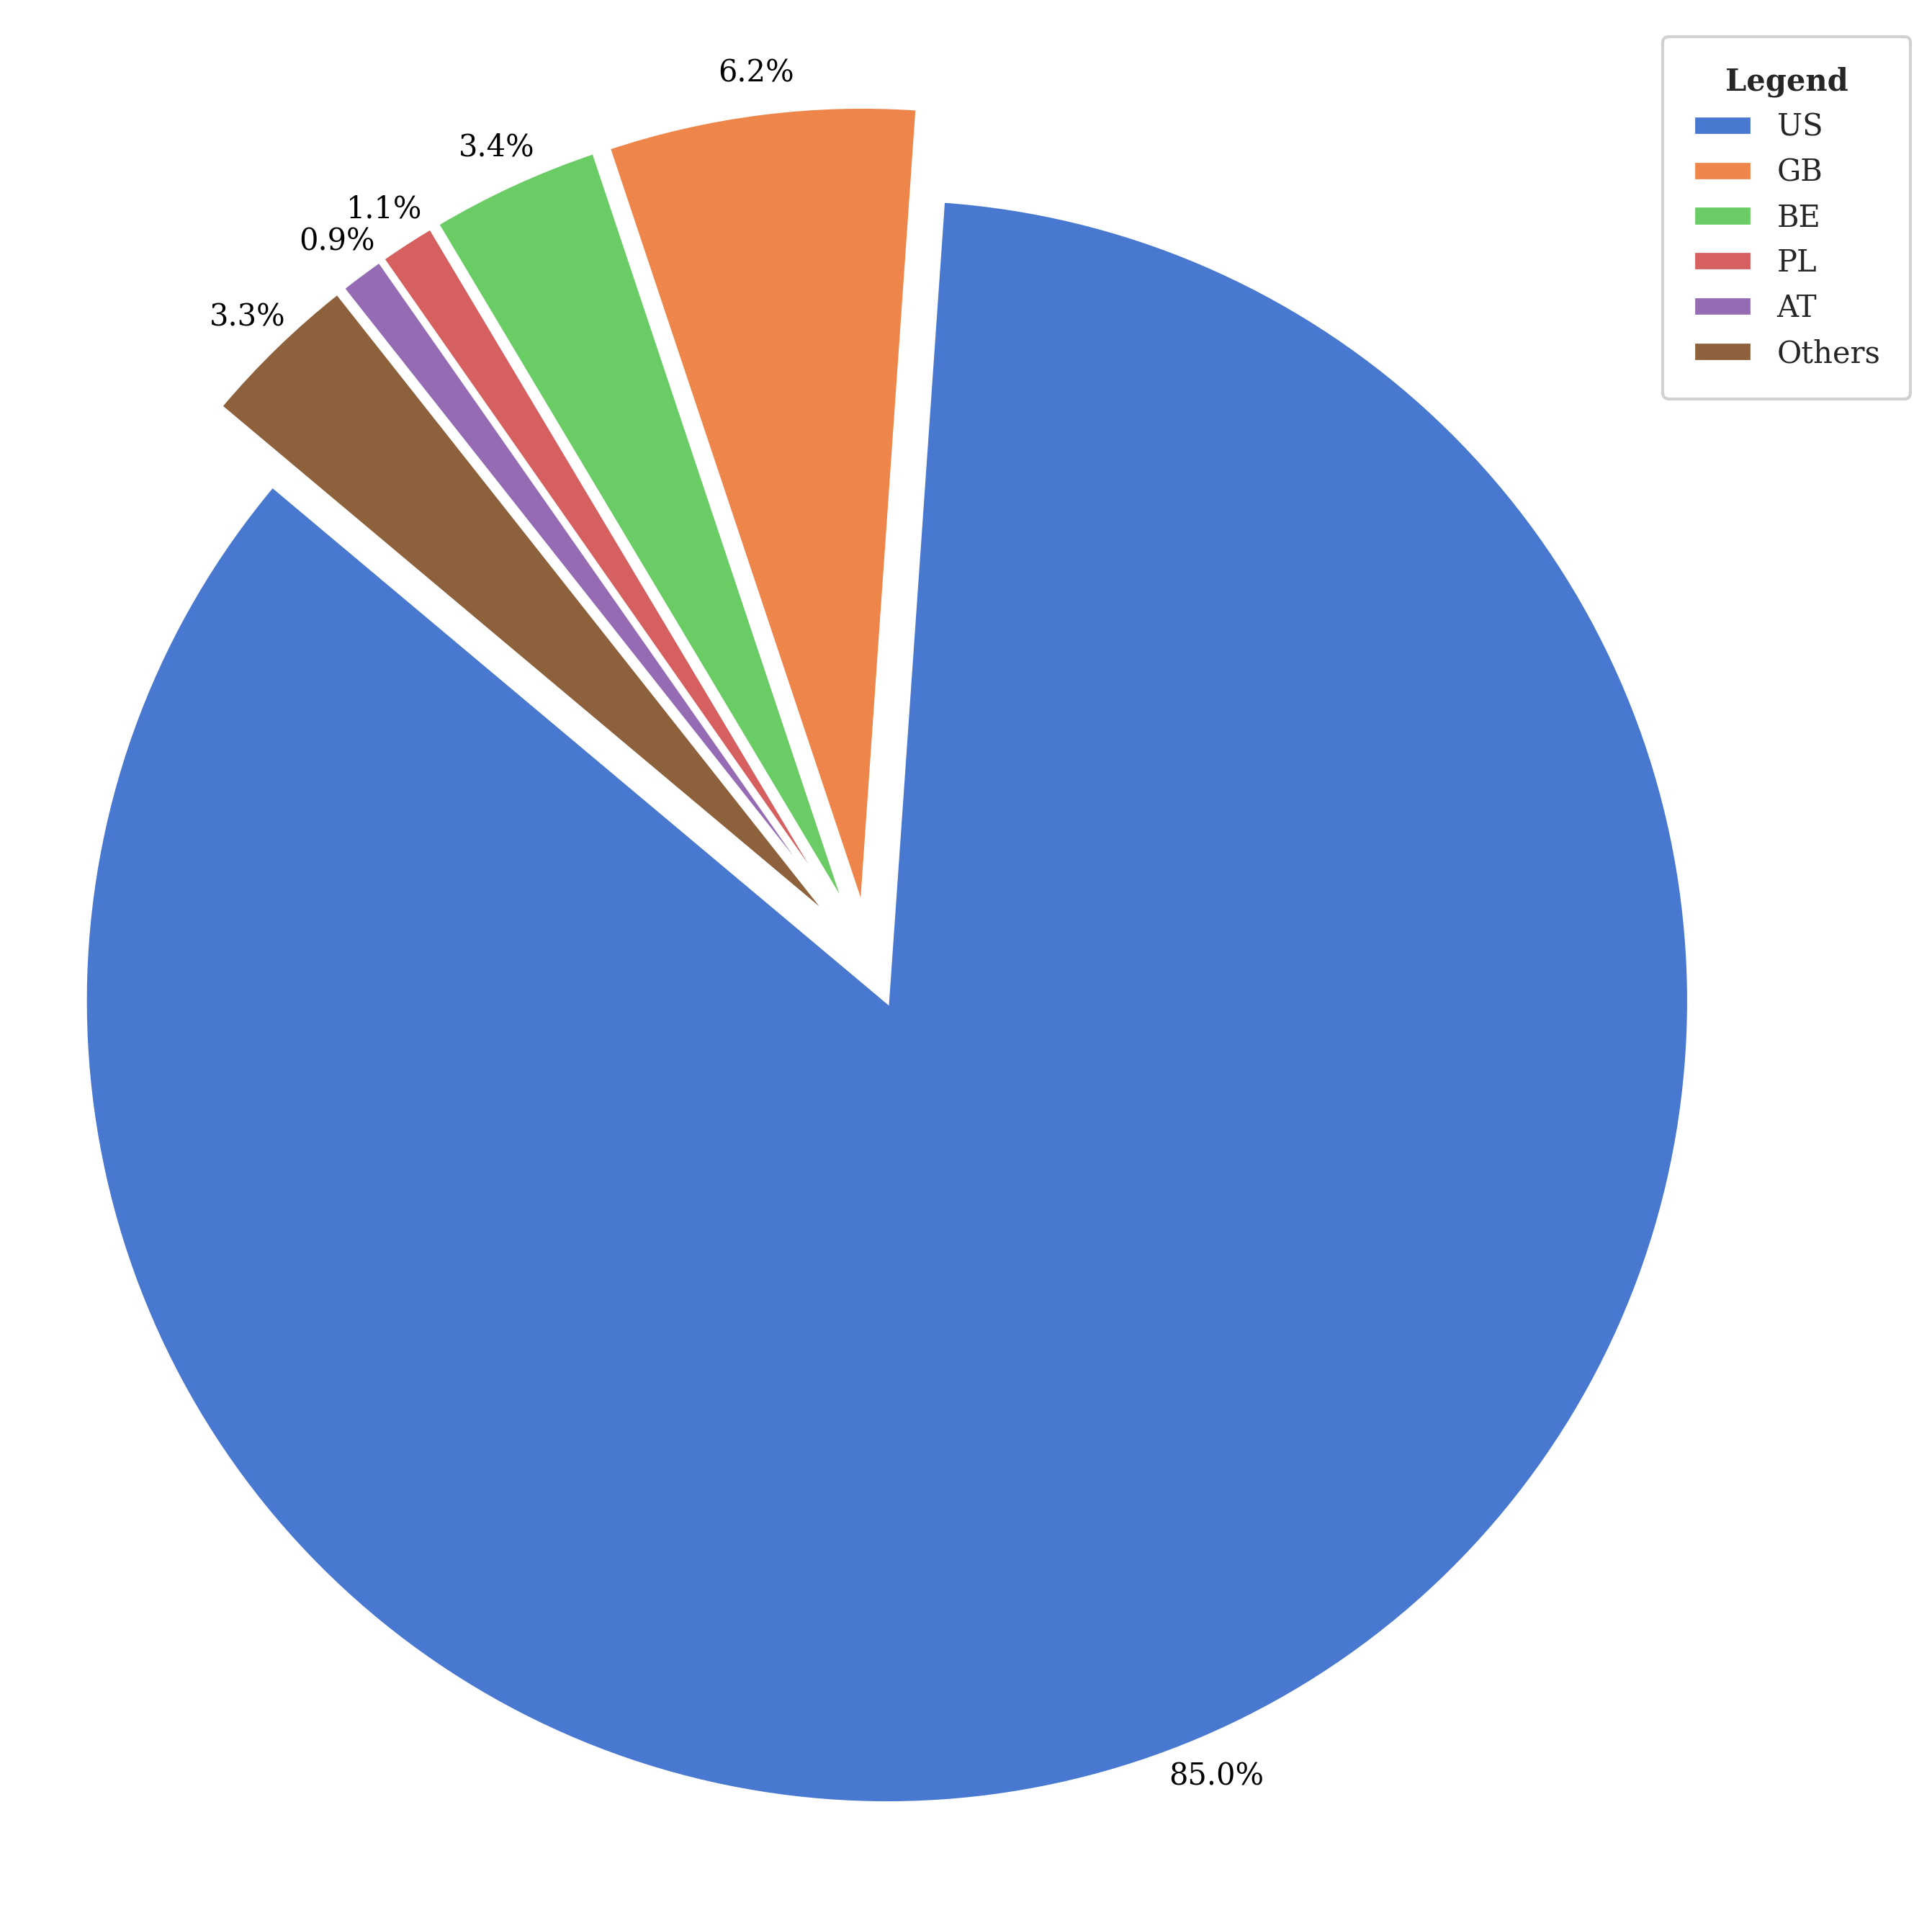 6.2%
3.4%
1.1%
0.9%
3.3%
85.0%
Legend
US
GB
BE
PL
AT
Others